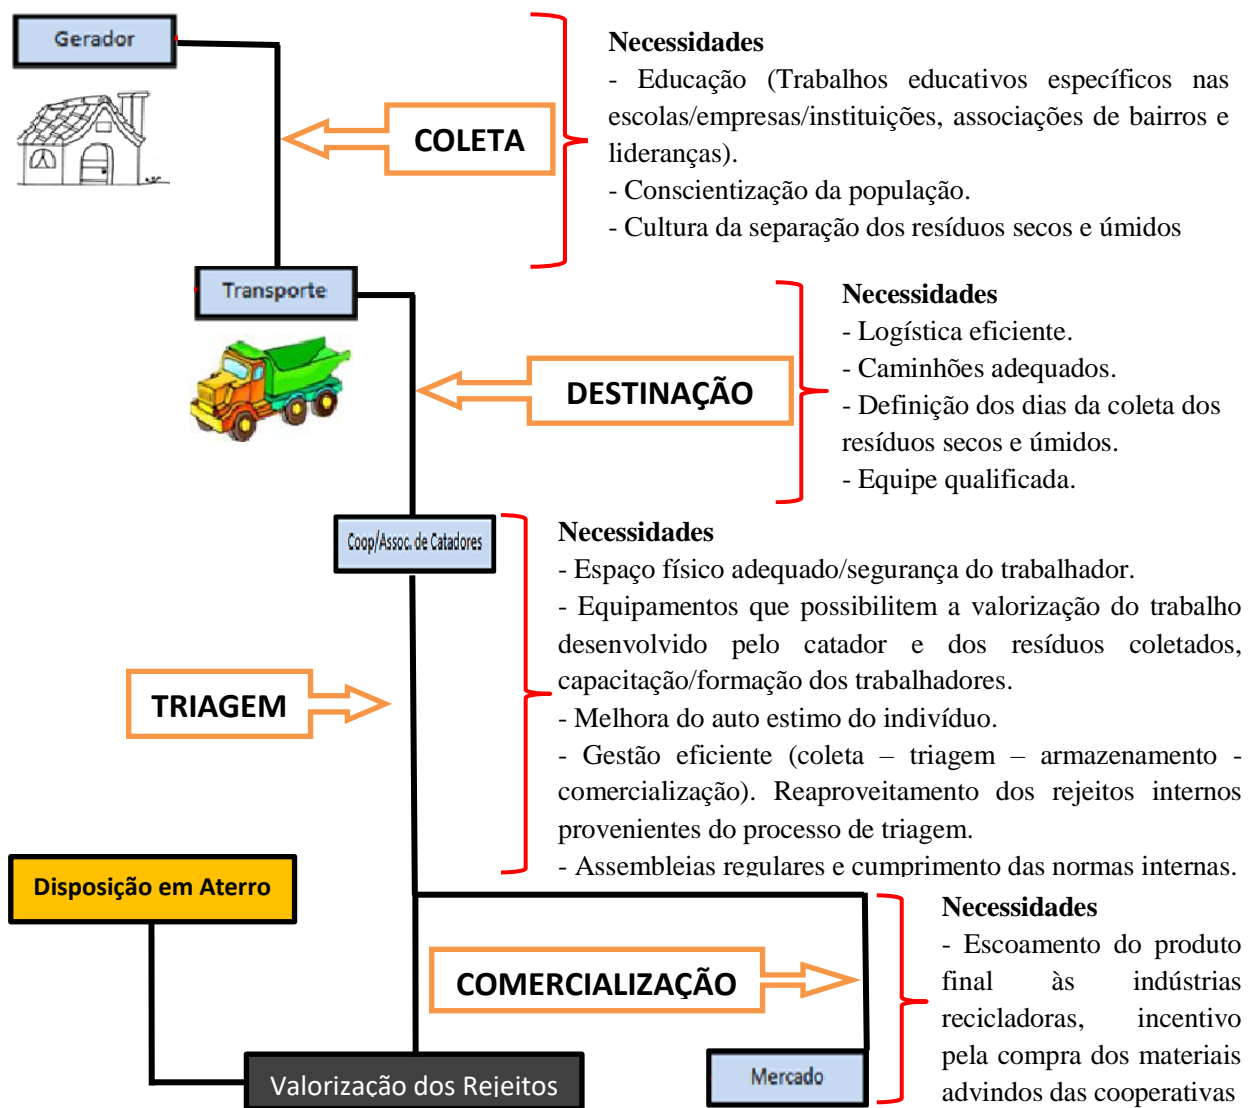 Gerador
COLETA
Necessidades
- Educação (Trabalhos educativos específicos nas
escolas/empresas/instituições, associações de bairros e
lideranças).
- Conscientização da população.
- Cultura da separação dos resíduos secos e úmidos
Transporte
DESTINAÇÃO
Necessidades
- Logística eficiente.
- Caminhões adequados.
- Definição dos dias da coleta dos
resíduos secos e úmidos.
- Equipe qualificada.
Coop/Assoc. de Catadores
TRIAGEM
Necessidades
- Espaço físico adequado/segurança do trabalhador.
- Equipamentos que possibilitem a valorização do trabalho
desenvolvido pelo catador e dos resíduos coletados,
capacitação/formação dos trabalhadores.
- Melhora do auto estimo do indivíduo.
- Gestão eficiente (coleta – triagem – armazenamento -
comercialização). Reaproveitamento dos rejeitos internos
provenientes do processo de triagem.
- Assembleias regulares e cumprimento das normas internas.
Disposição em Aterro
COMERCIALIZAÇÃO
Necessidades
- Escoamento do produto
final às indústrias
recicladoras, incentivo
pela compra dos materiais
advindos das cooperativas
Valorização dos Rejeitos
Mercado